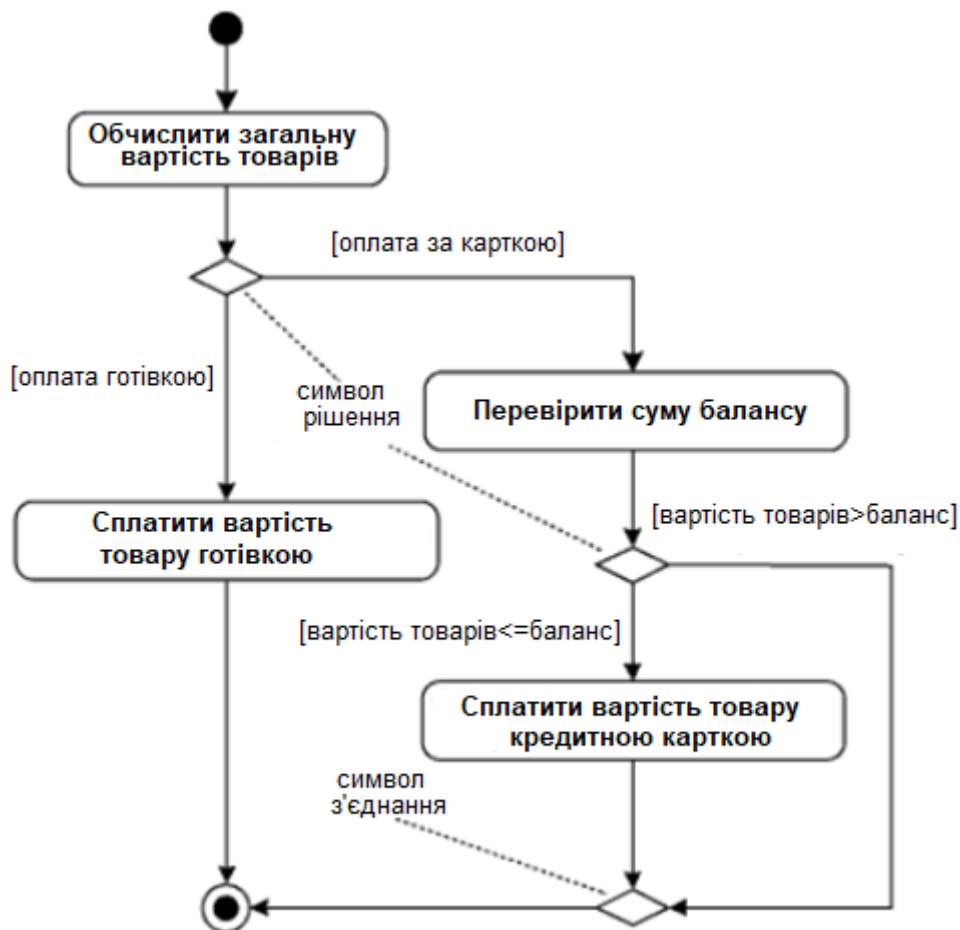 Обчислити загальну
вартість товарів
[оплата за карткою]
[оплата готівкою]
символ
рішення
Перевірити суму балансу
Сплатити вартість
товару готівкою
[вартість товарів>баланс]
[вартість товарів<=баланс]
Сплатити вартість товару
кредитною карткою
символ
з'єднання